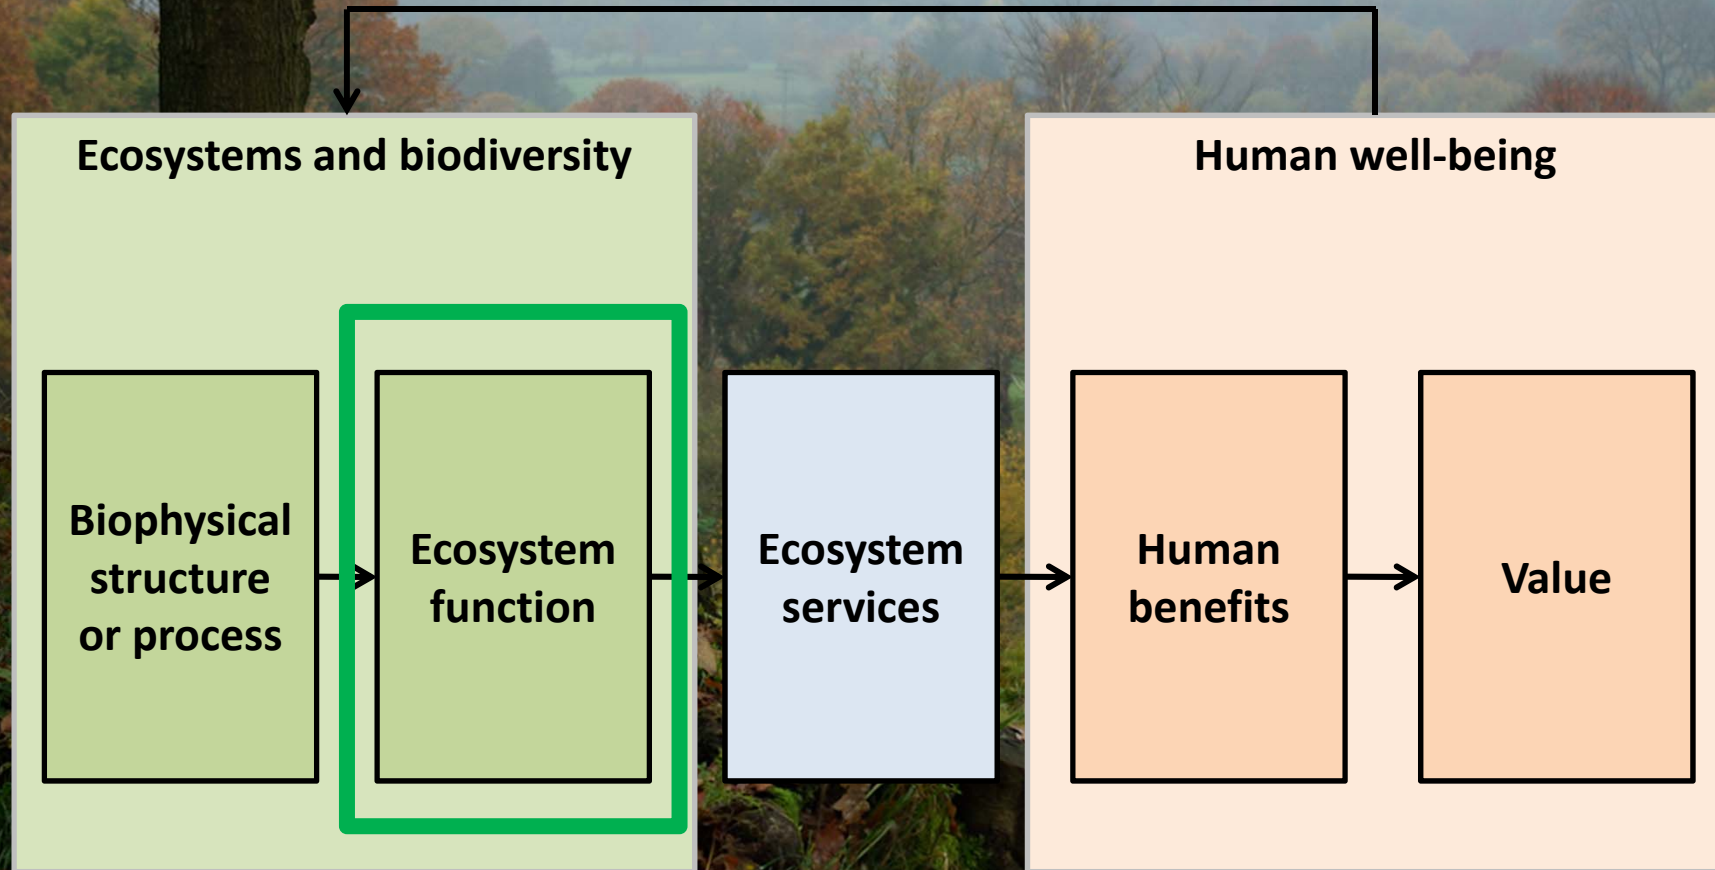 Ecosystems and biodiversity
Human well-being
Biophysical
structure
or process
Ecosystem
function
Ecosystem
services
Human
benefits
Value